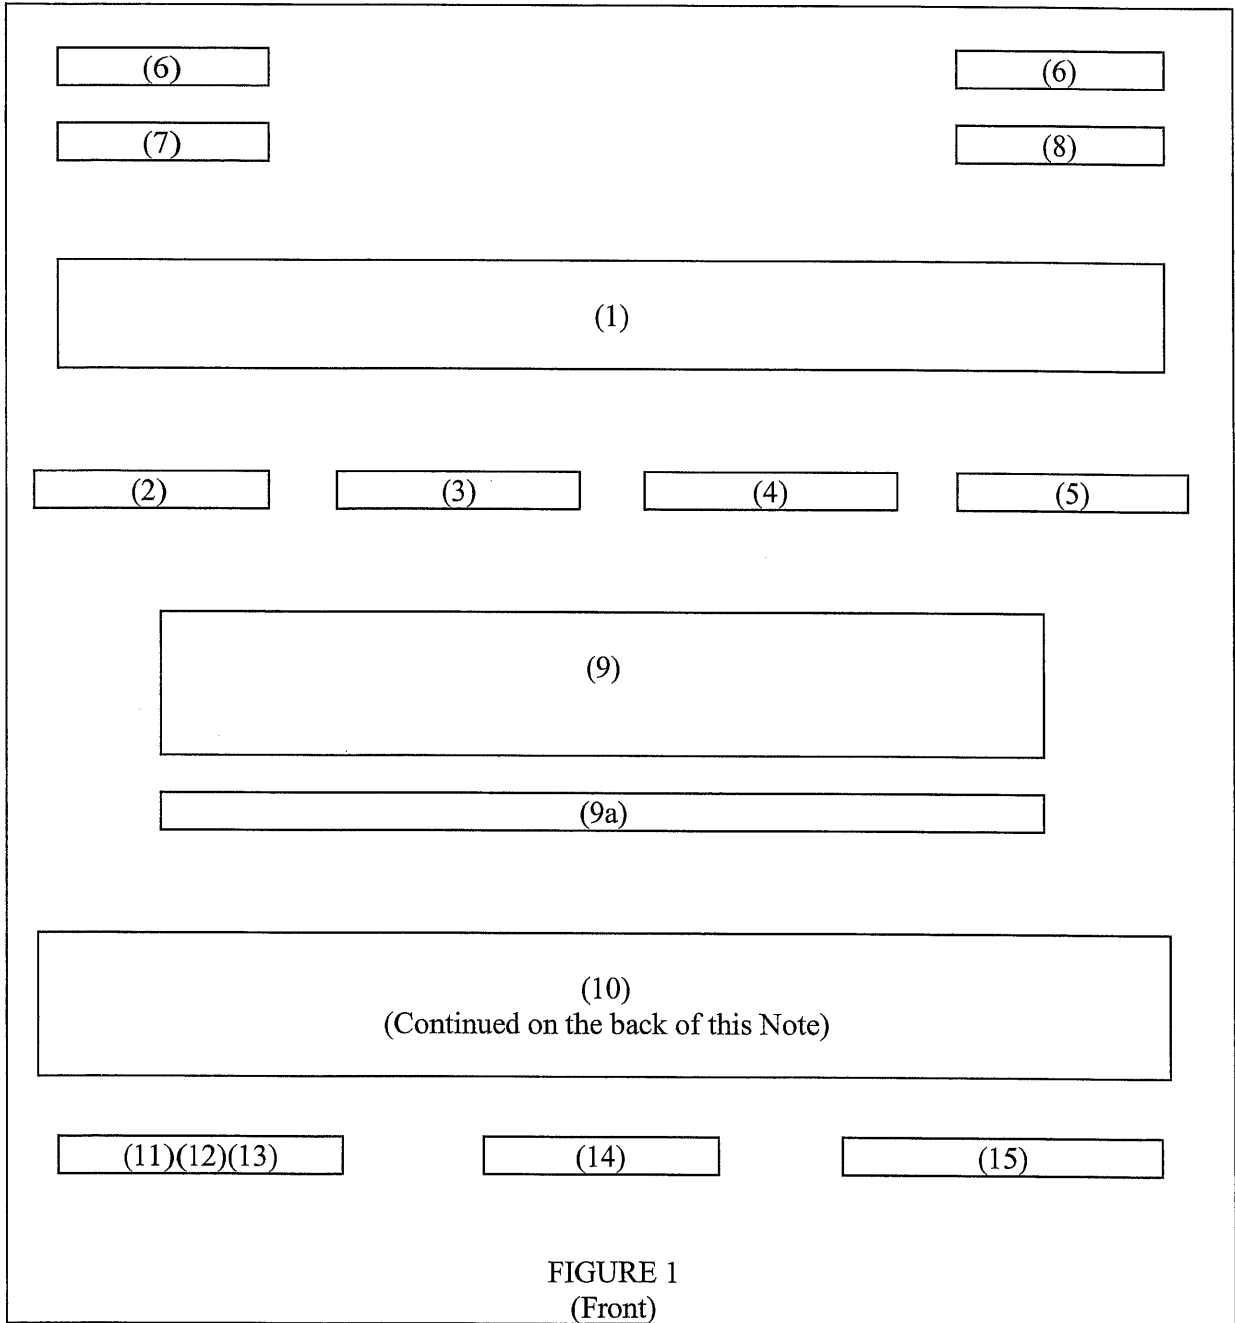 (6) (6)
(7) (8)
(1)
(2) (3) (4) (5)
(9)
(9a)
(10)
(Continued on the back of this Note)
(11)(12)(13) (14) (15)
FIGURE 1
(Front)